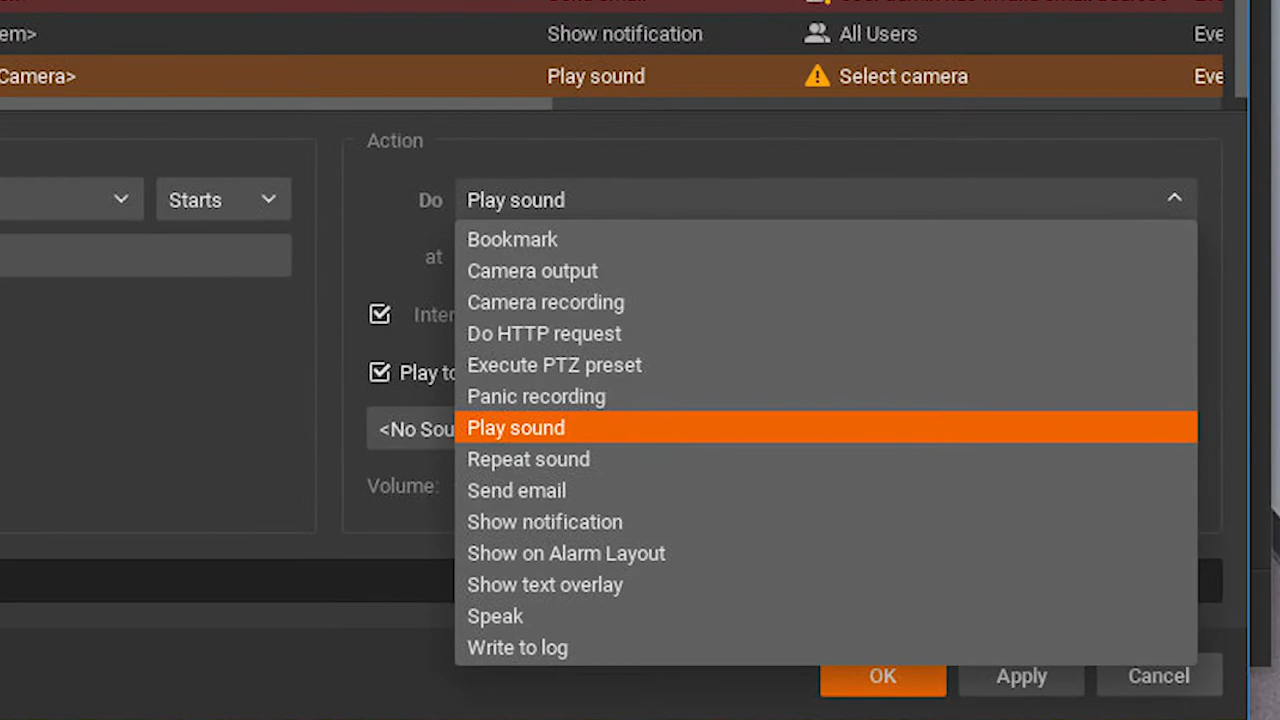 em> Show notification All Users Eve
Camera> Play sound Select camera Eve
Action
Starts
Do Play sound
Bookmark
at
Camera output
Camera recording
Inter
Do HTTP request
Execute PTZ preset
Play to
Panic recording
<No Sou Play sound
Repeat sound
Volume:
Send email
Show notification
Show on Alarm Layout
Show text overlay
Speak
Write to log
OK Apply Cancel